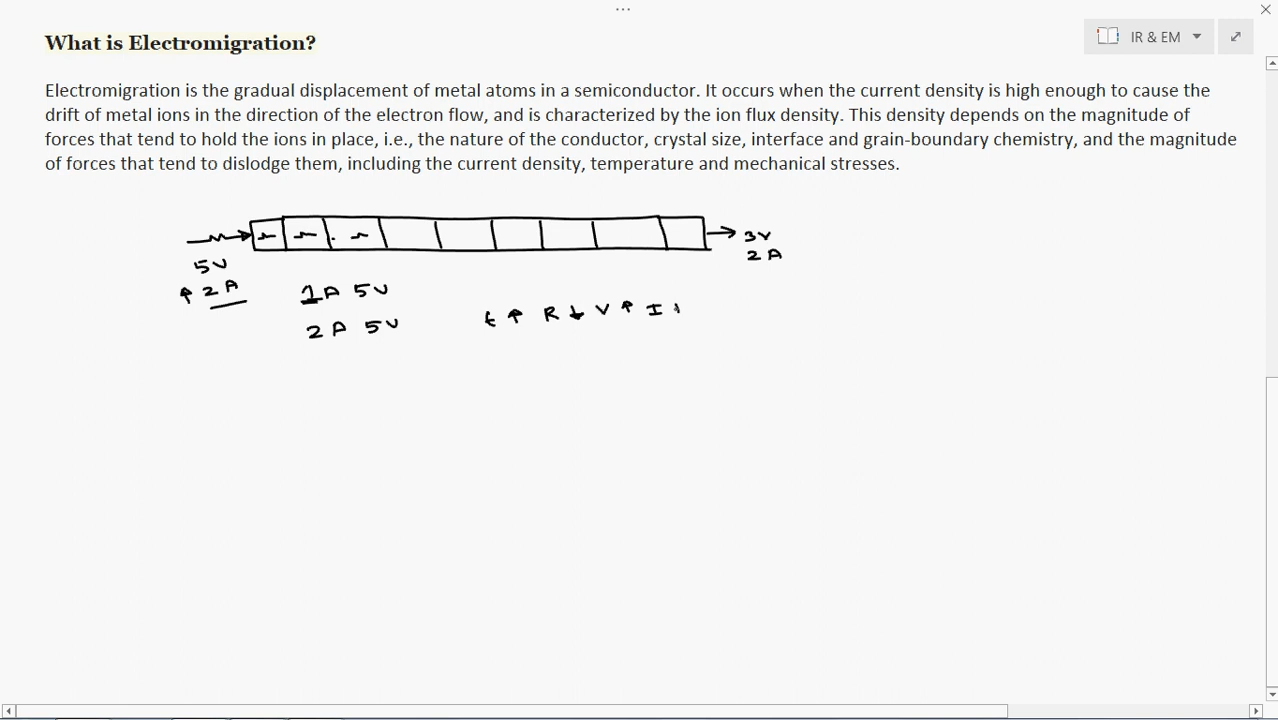 What is Electromigration?
IR & EM
Electromigration is the gradual displacement of metal atoms in a semiconductor. It occurs when the current density is high enough to cause the
drift of metal ions in the direction of the electron flow, and is characterized by the ion flux density. This density depends on the magnitude of
forces that tend to hold the ions in place, i.e., the nature of the conductor, crystal size, interface and grain-boundary chemistry, and the magnitude
of forces that tend to dislodge them, including the current density, temperature and mechanical stresses.
3V
2 A
5V
↑ 2 A
1A 5V
2 A 5V
t ↑ R ↓ V ↑ I